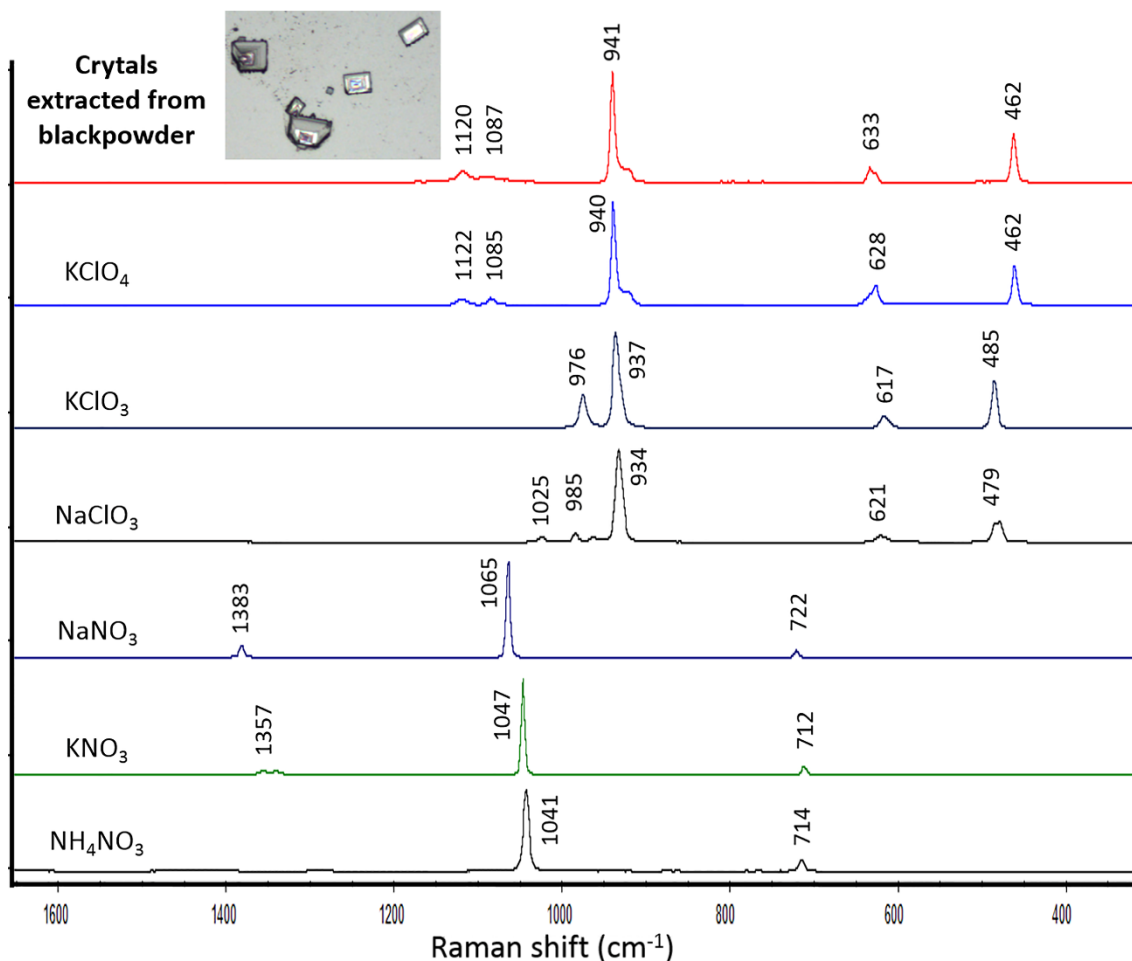 Crytals
extracted from
blackpowder
1120
1087
941
633
462
KClO₄
1122
1085
940
628
462
KClO₃
976
937
617
485
NaClO₃
1025
985
934
621
479
NaNO₃
1383
1065
722
KNO₃
1357
1047
712
NH₄NO₃
1041
714
1600 1400 1200 1000 800 600 400
Raman shift (cm⁻¹)